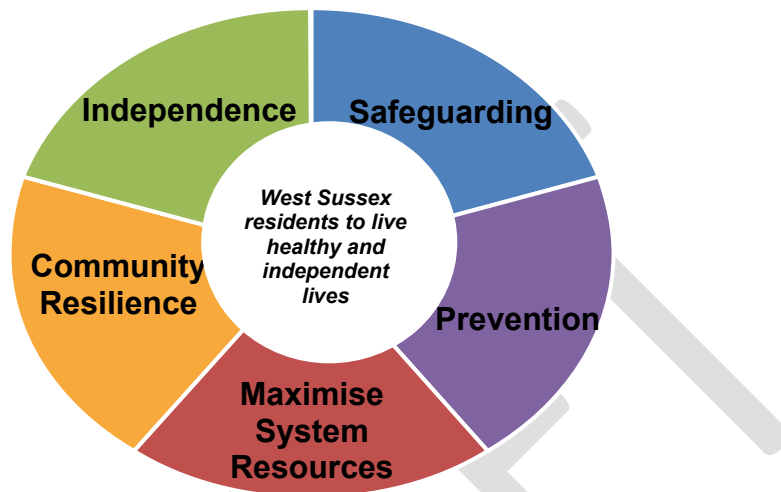 Independence
Safeguarding
West Sussex
residents to live
healthy and
independent
lives
Community
Resilience
Prevention
Maximise
System
Resources